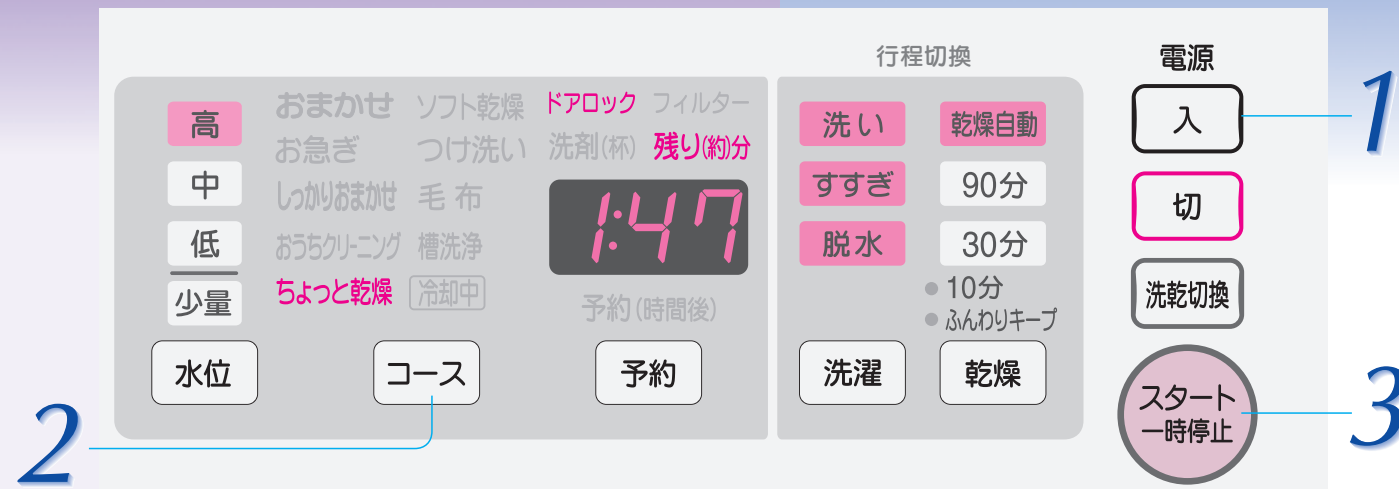 行程切換
電源
1
高
おまかせ ソフト乾燥
ドアロック フィルター
洗い
乾燥自動
入
お急ぎ つけ洗い
洗剤(杯) 残り(約)分
中
しっかりおまかせ 毛布
1:47
すすぎ
90分
切
低
おうちクリーニング 槽洗浄
脱水
30分
少量
ちょっと乾燥 冷却中
予約(時間後)
10分
ふんわりキープ
洗乾切換
水位
コース
予約
洗濯
乾燥
スタート
一時停止
2
3